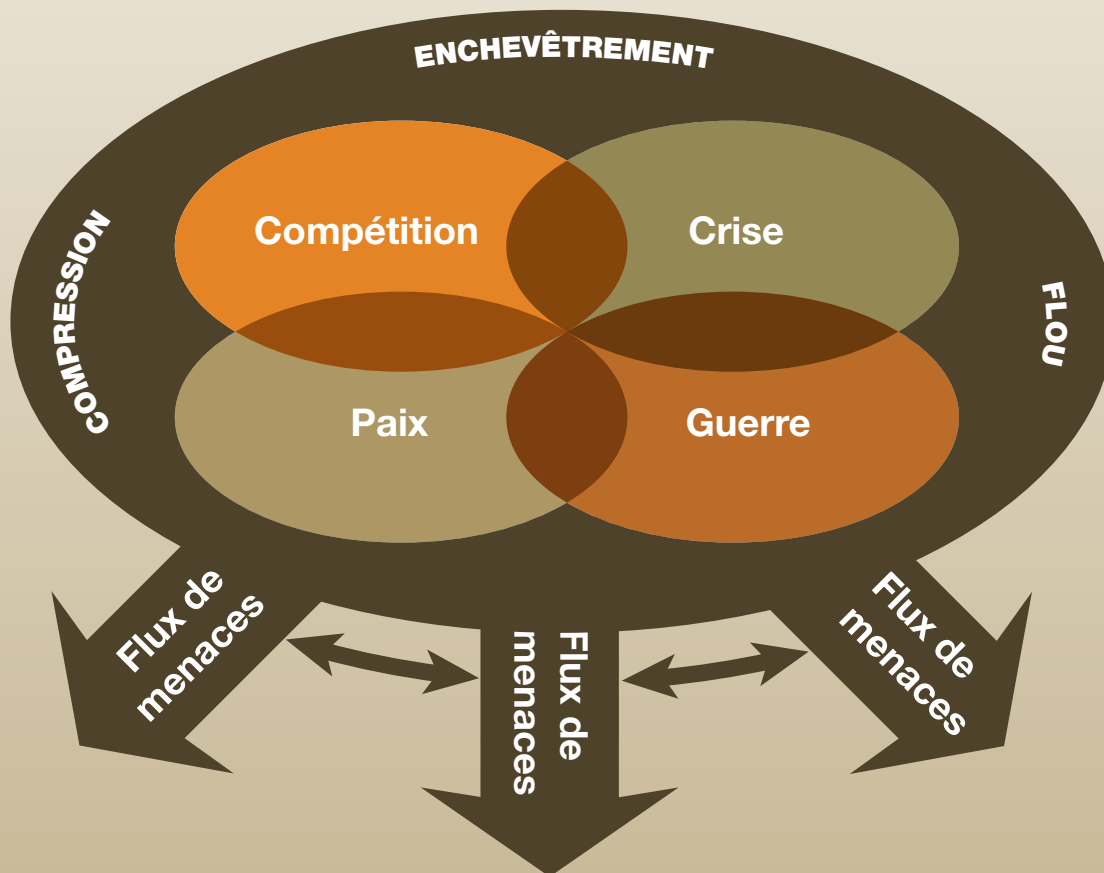 ENCHEVÊTREMENT
COMPRESSION
FLOU
Compétition
Crise
Paix
Guerre
Flux de
menaces
Flux de
menaces
Flux de
menaces